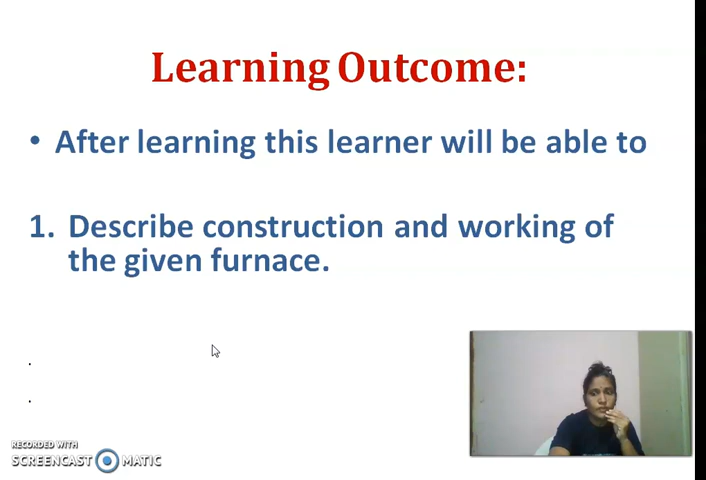 Learning Outcome:
• After learning this learner will be able to
1. Describe construction and working of
the given furnace.
RECORDED WITH
SCREENCAST MATIC